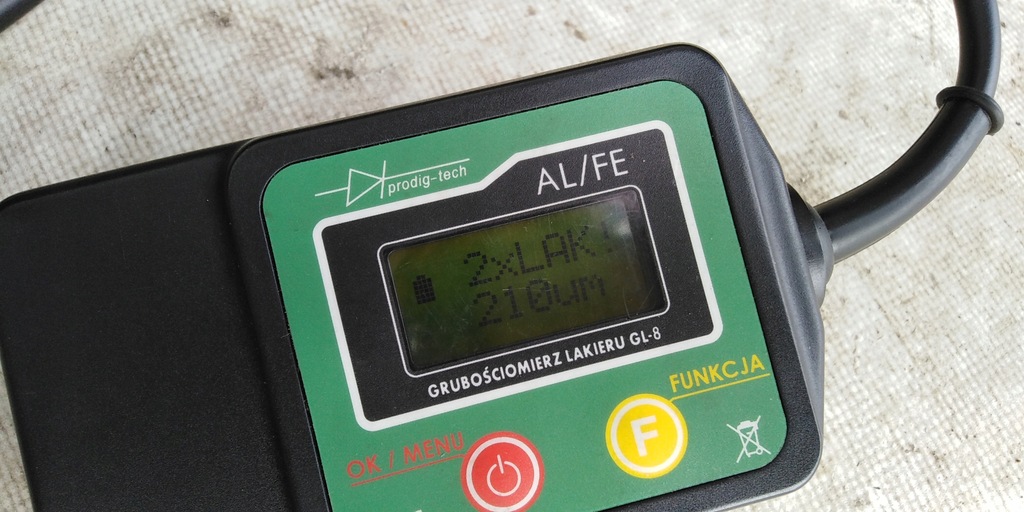 prodig-tech
AL/FE
2xLAK!
210um
GRUBOŚCIOMIERZ LAKIERU GL-8
FUNKCJA
F
OK / MENU